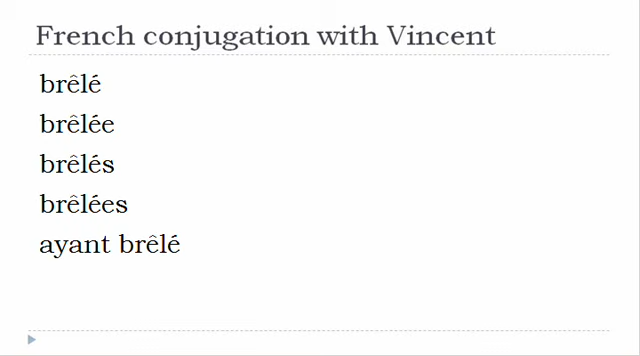 French conjugation with Vincent
brêlé
brêlée
brêlés
brêlées
ayant brêlé